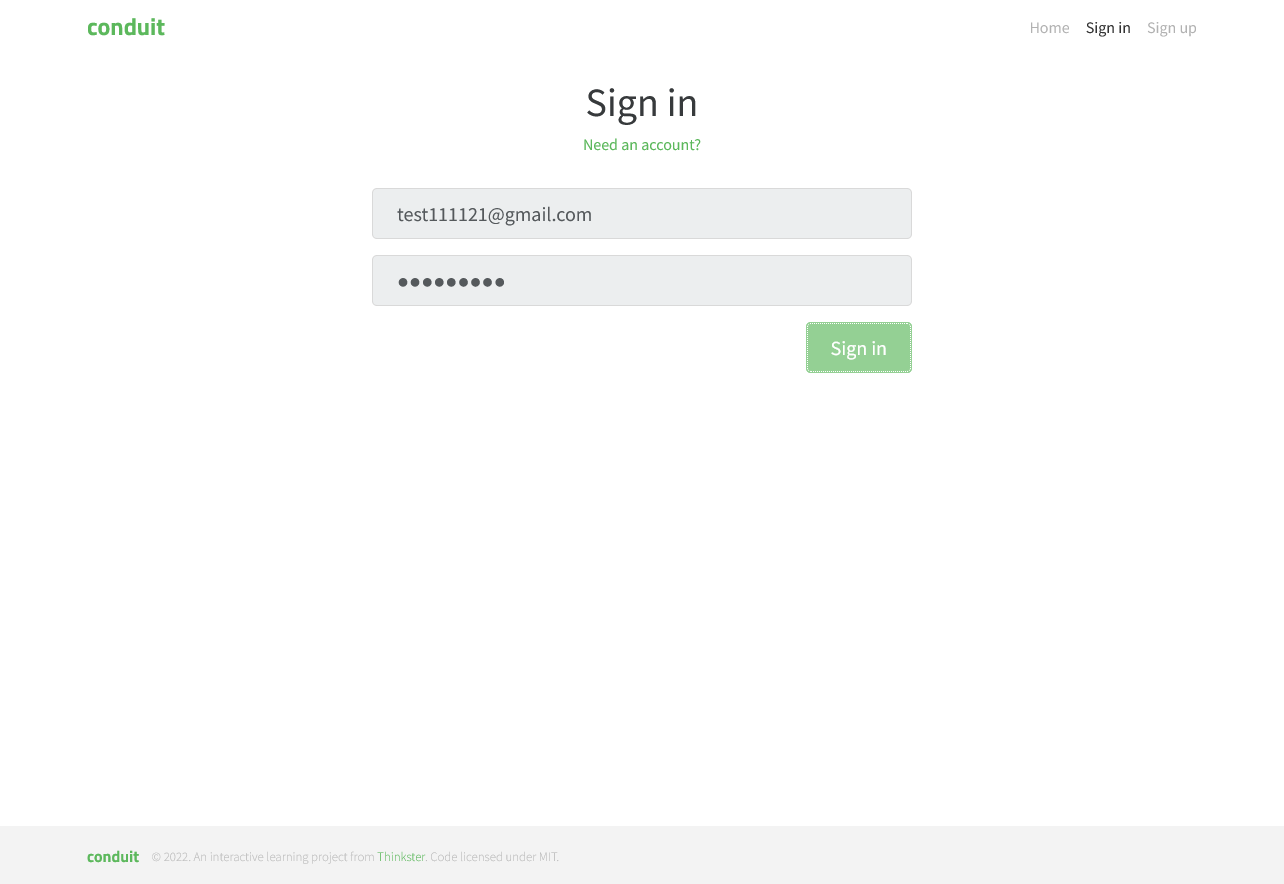 conduit
Home Sign in Sign up
Sign in
Need an account?
test111121@gmail.com
●●●●●●●●●
Sign in
conduit © 2022. An interactive learning project from Thinkster. Code licensed under MIT.